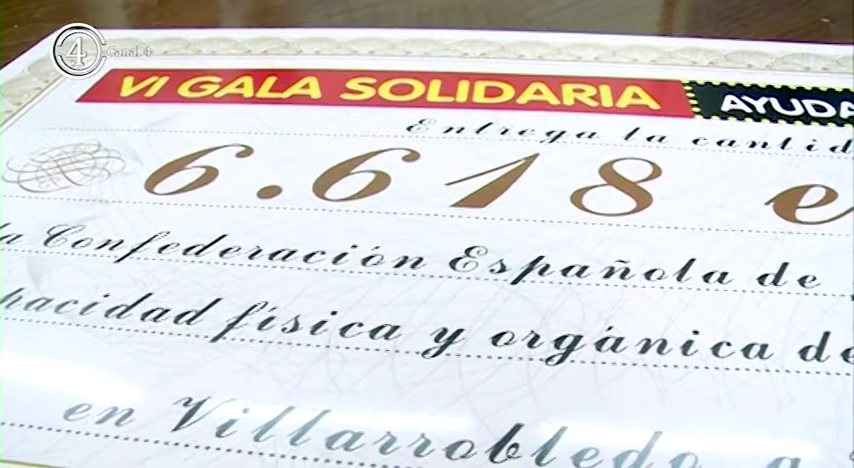 4 Canal 4
VI GALA SOLIDARIA AYUDA
Entrega la cantid
6.618 e
la Confederación Española de
pacidad física y orgánica de
en Villarrobledo a